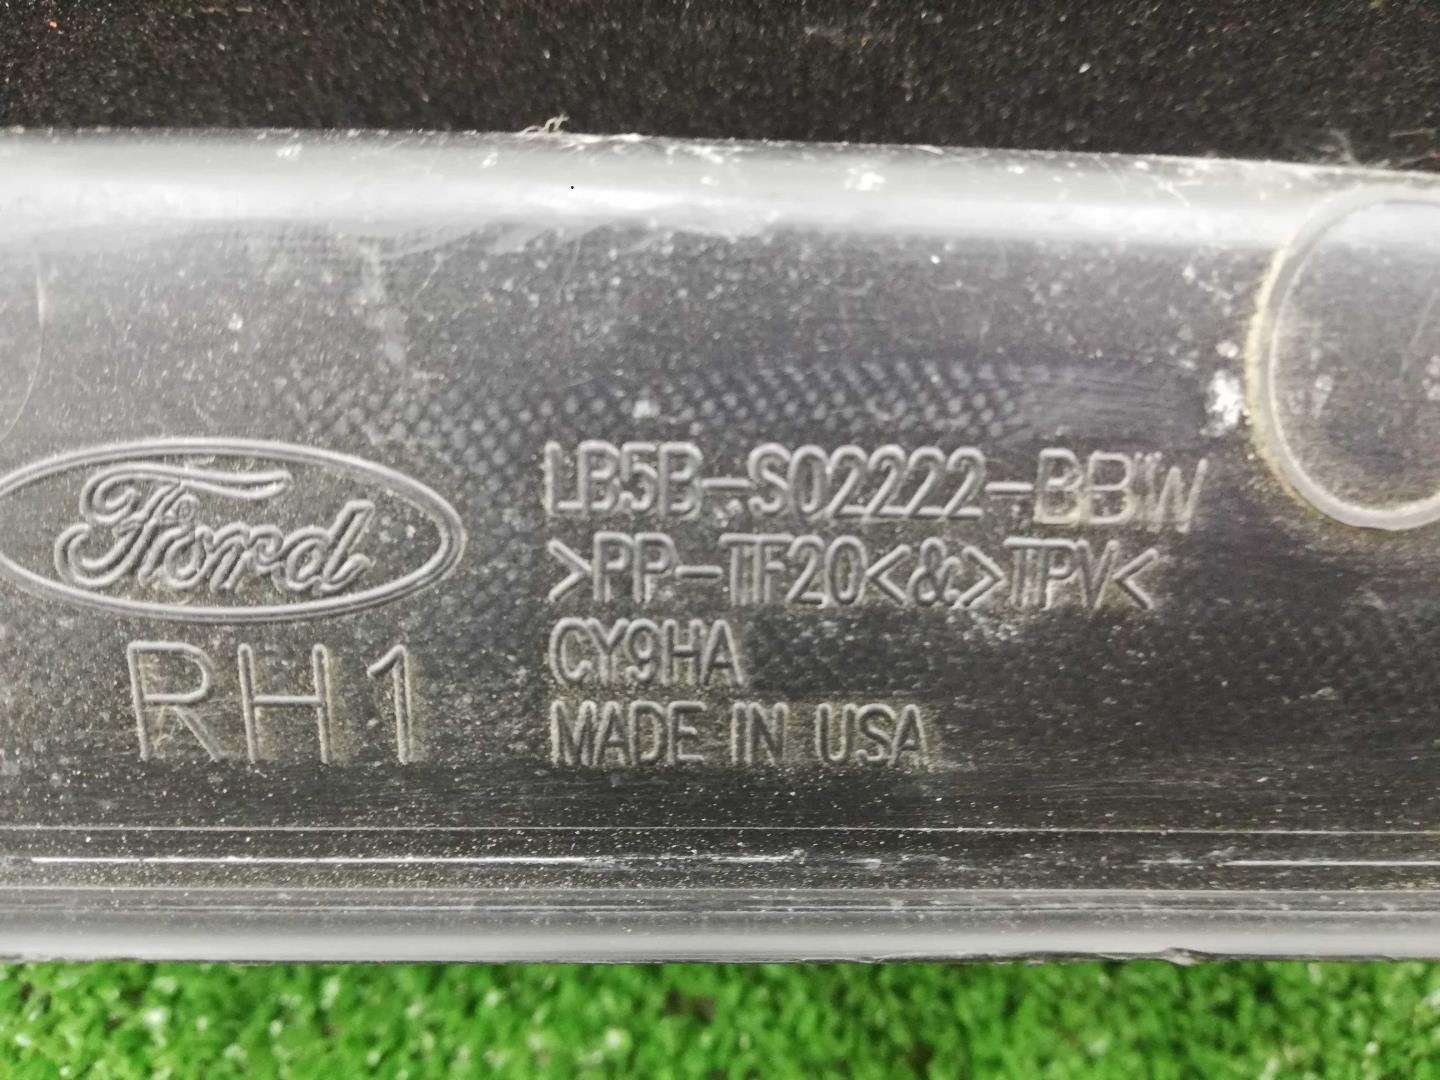 Ford
RH1
LB5B-S02222-BBW
>PP-TF20<&>TPV<
CY9HA
MADE IN USA